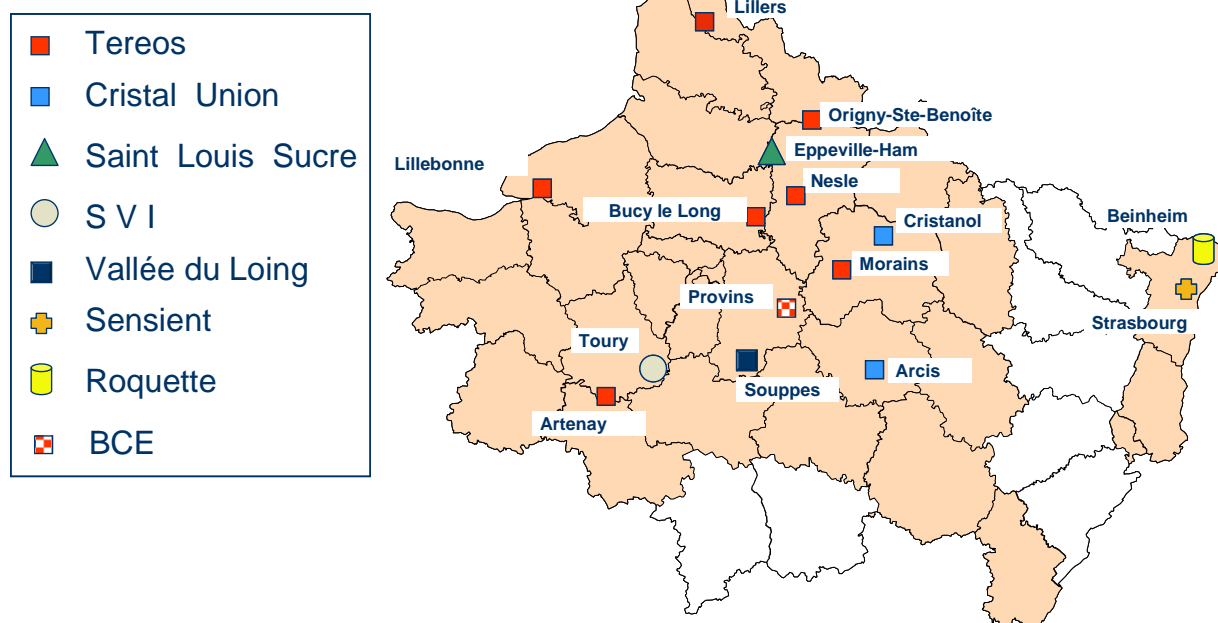 Tereos
Cristal Union
Saint Louis Sucre
S V I
Vallée du Loing
Sensient
Roquette
BCE
Lillers
Origny-Ste-Benoîte
Eppeville-Ham
Lillebonne
Nesle
Bucy le Long
Cristanol
Beinheim
Morains
Provins
Strasbourg
Toury
Arcis
Souppes
Artenay